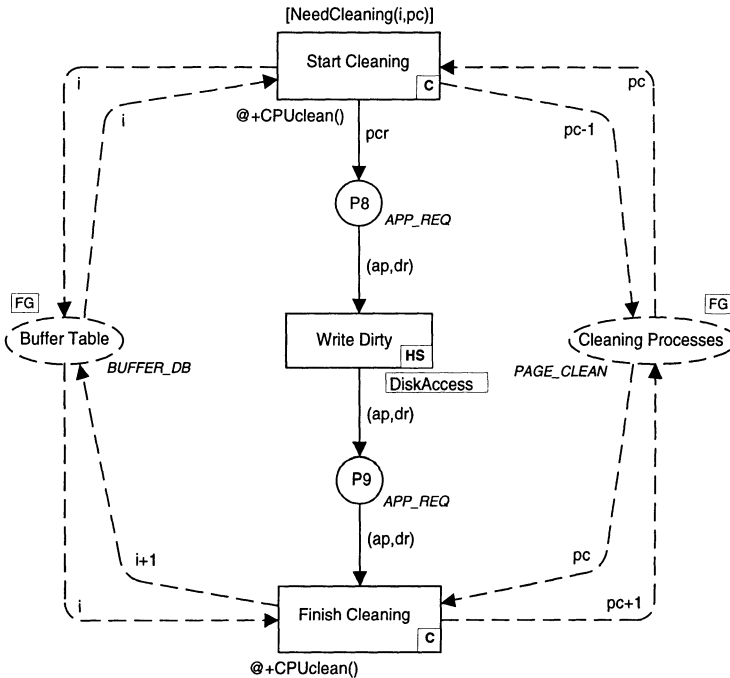 [NeedCleaning(i,pc)]
Start Cleaning
C
i
pc
i
@+CPUclean()
pcr
pc-1
P8
APP_REQ
(ap,dr)
FG
FG
Buffer Table
Write Dirty
Cleaning Processes
HS
BUFFER_DB
PAGE_CLEAN
DiskAccess
(ap,dr)
P9
APP_REQ
(ap,dr)
i+1
pc
i
pc+1
Finish Cleaning
C
@+CPUclean()